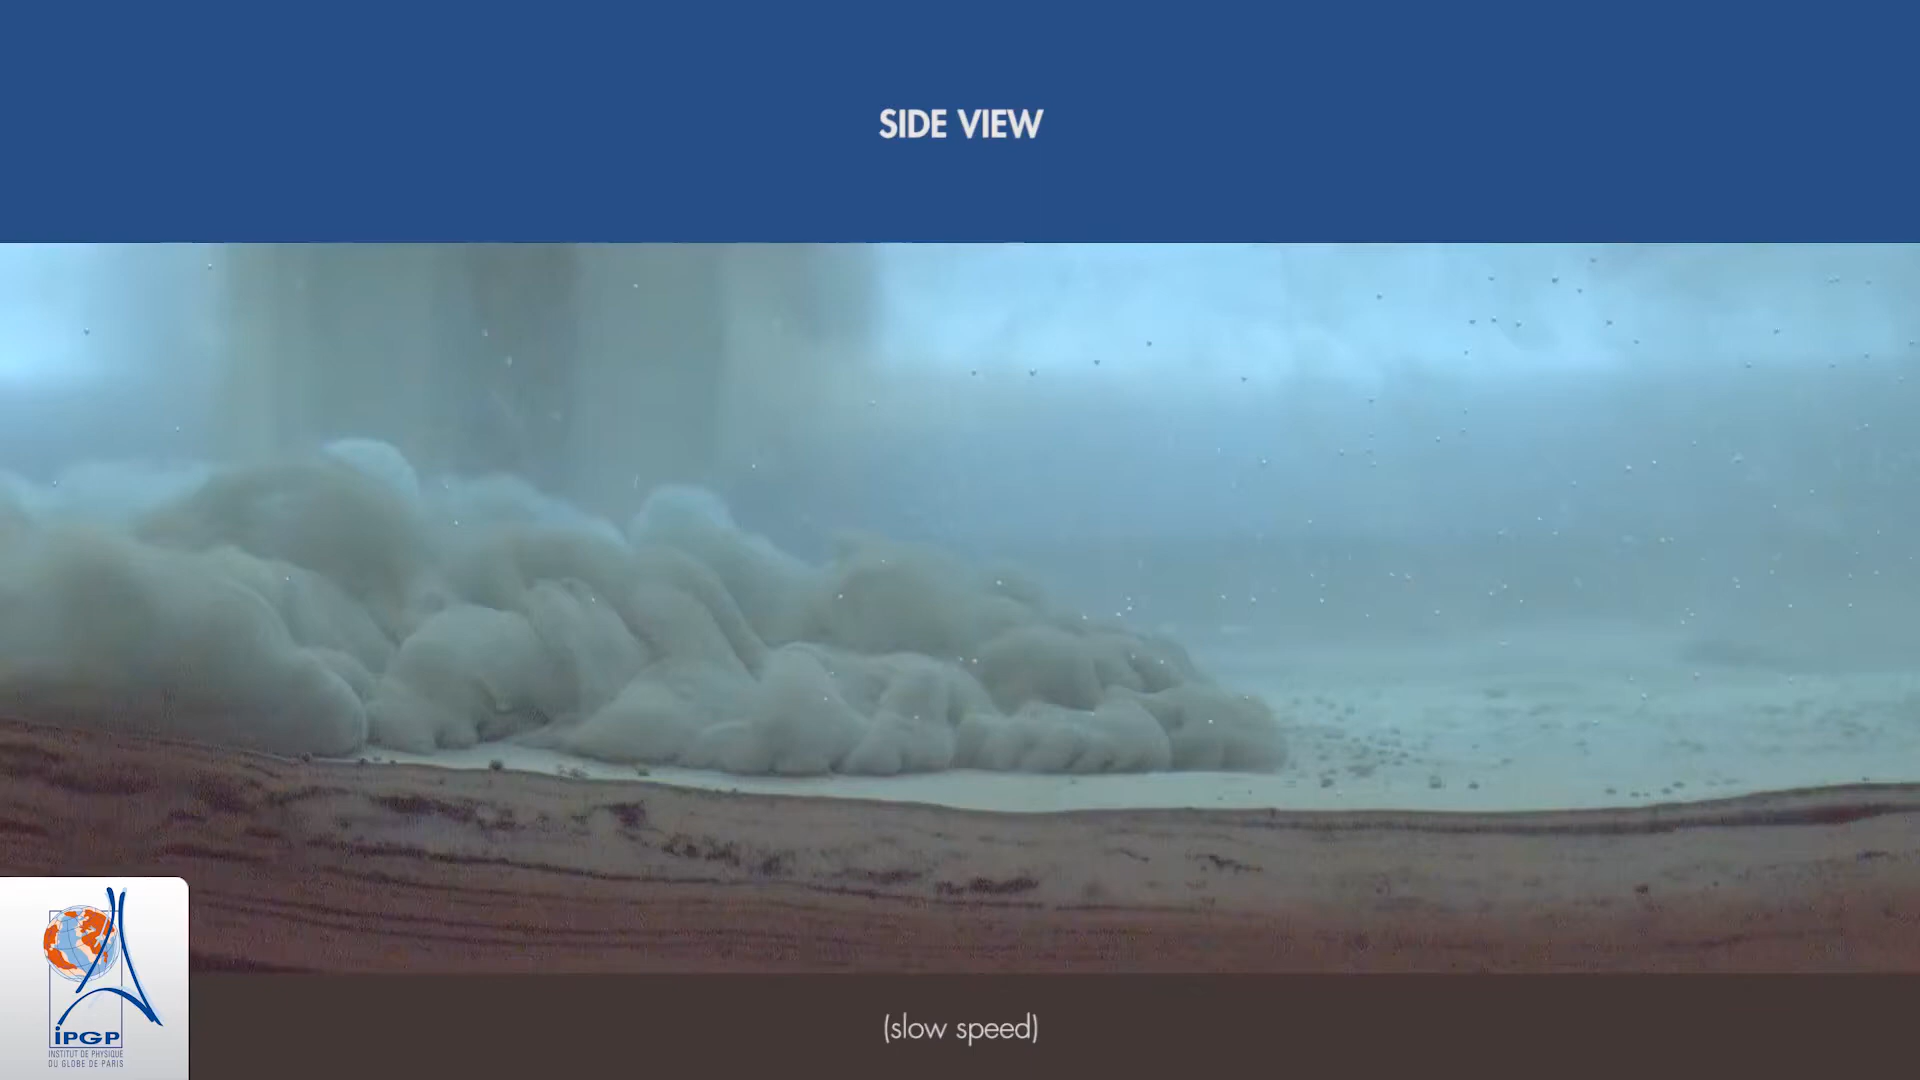 SIDE VIEW
(slow speed)
iPGP
INSTITUT DE PHYSIQUE
DU GLOBE DE PARIS